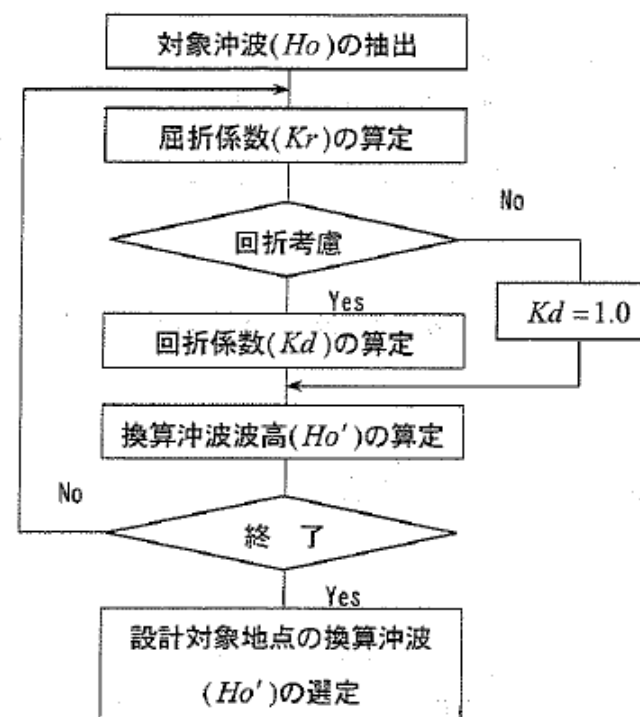 対象沖波(Ho)の抽出
屈折係数(Kr)の算定
No
回折考慮
Yes
Kd=1.0
回折係数(Kd)の算定
換算沖波波高(Ho′)の算定
No
終 了
Yes
設計対象地点の換算沖波
(Ho′)の選定